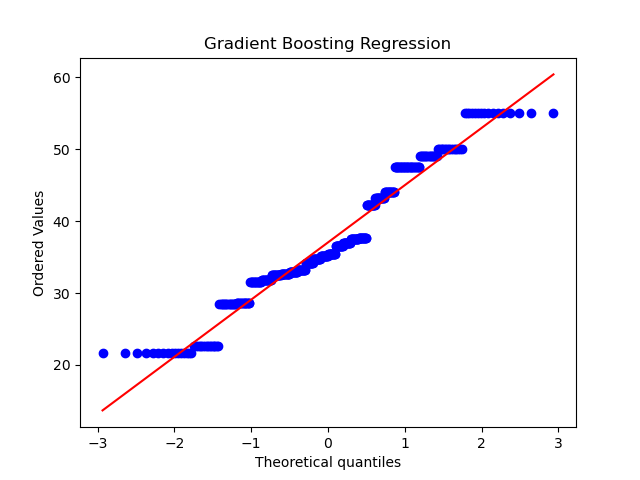 Gradient Boosting Regression
60
50
40
30
20
Ordered Values
−3 −2 −1 0 1 2 3
Theoretical quantiles